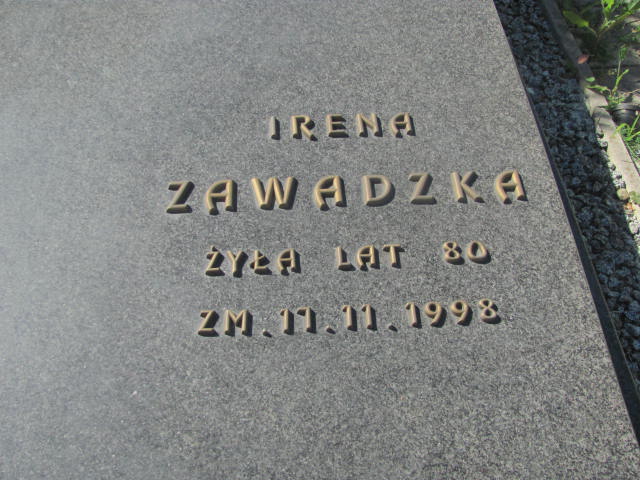 IRENA
ZAWADZKA
ŻYŁA LAT 80
ZM. 17.11.1998